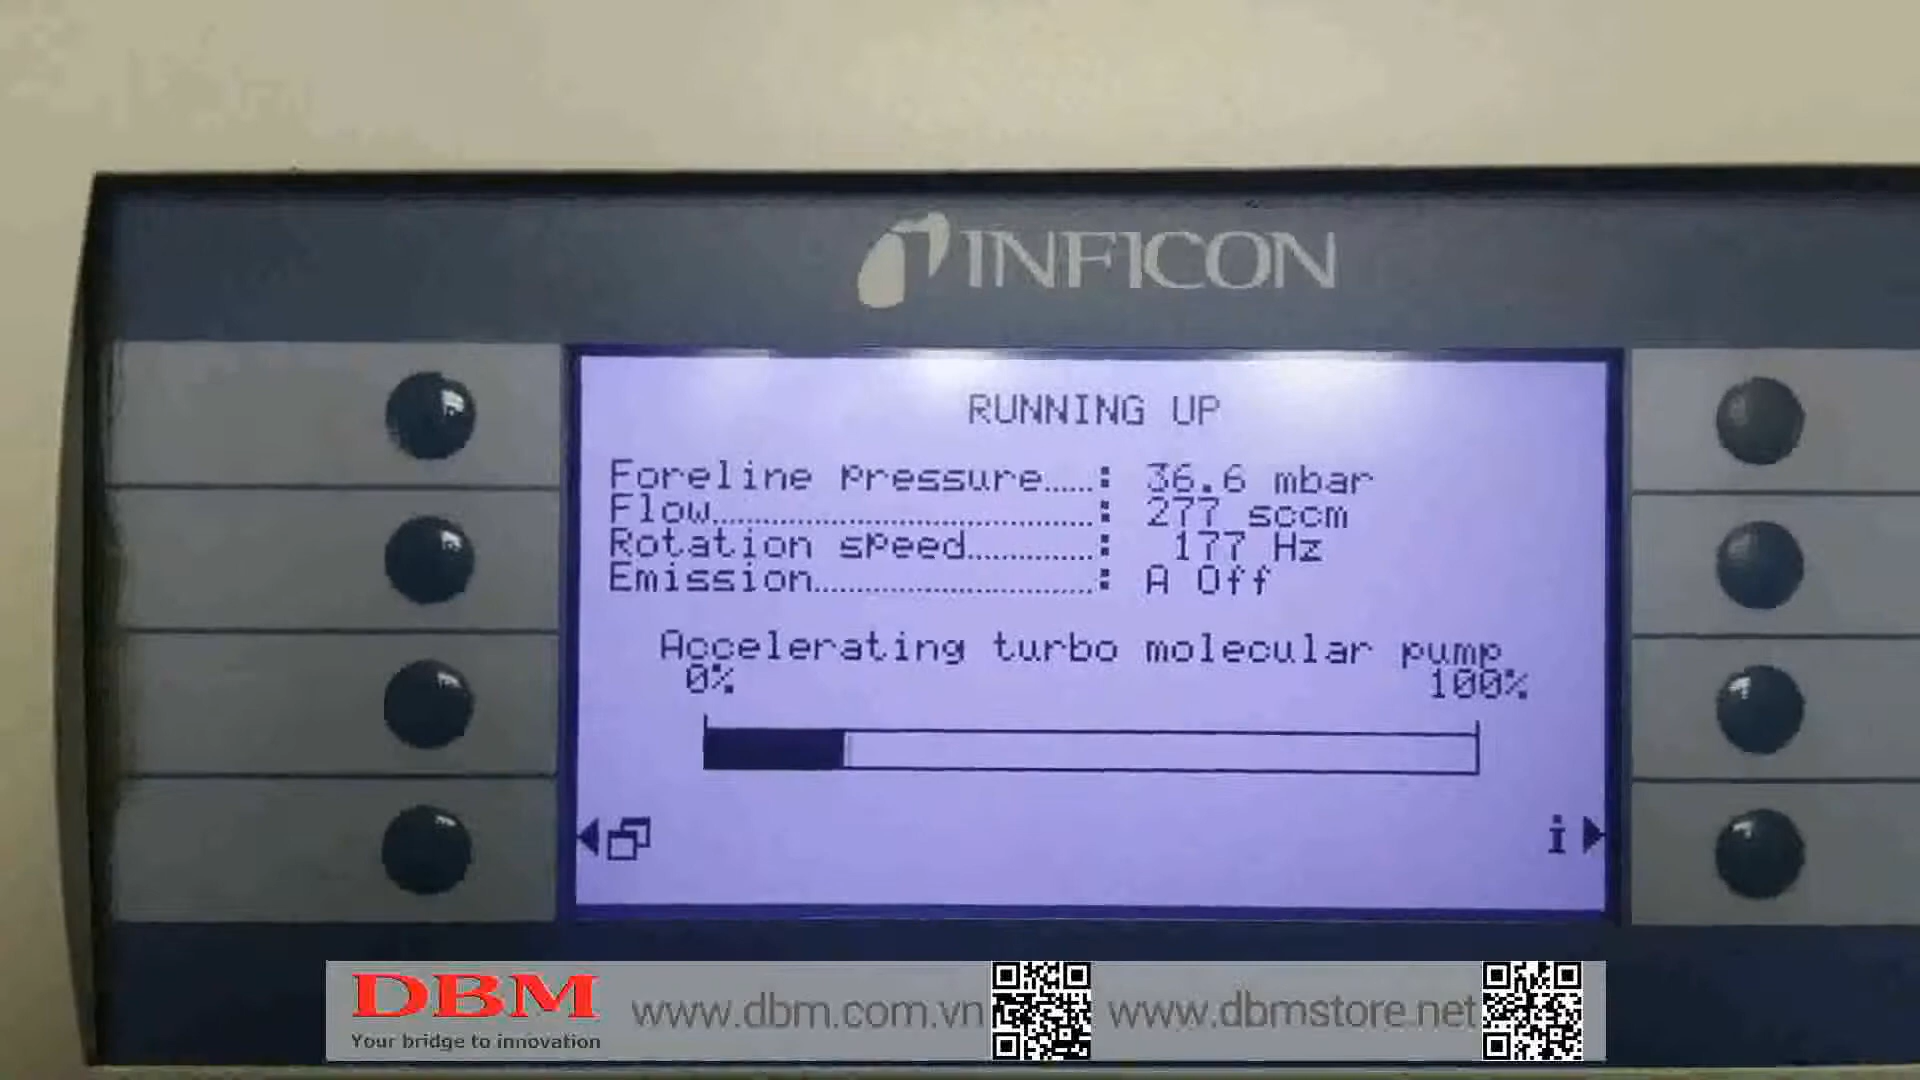 INFICON
RUNNING UP
Foreline pressure.....: 36.6 mbar
Flow..............................: 277 sccm
Rotation speed..........: 177 Hz
Emission......................: A Off
Accelerating turbo molecular pump
0% 100%
i
DBM
Your bridge to innovation
www.dbm.com.vn
www.dbmstore.net